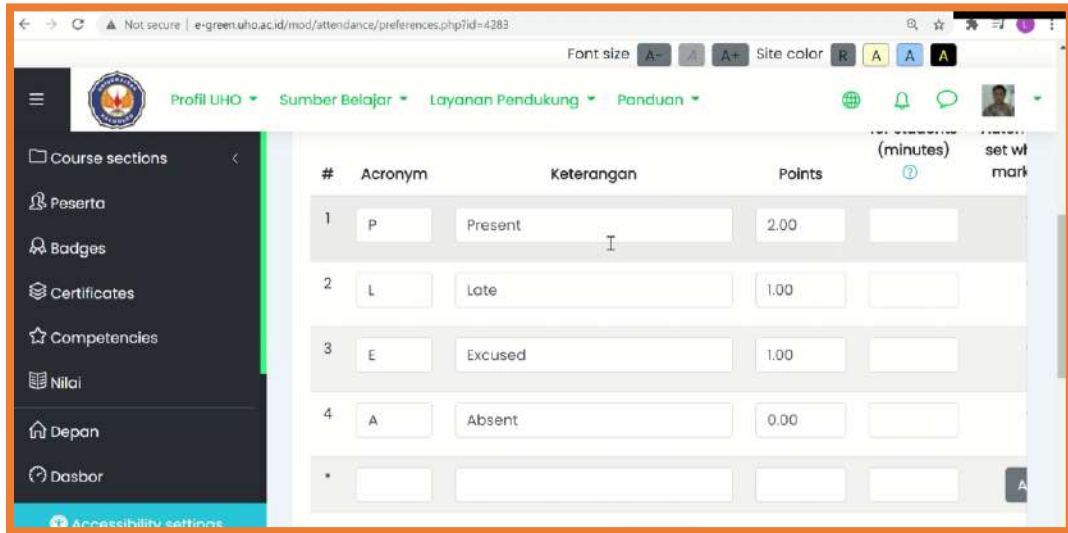 Not secure | e-green.uho.ac.id/mod/attendance/preferences.php?id=4283
Font size A- A A+ Site color R A A A
Profil UHO Sumber Belajar Layanan Pendukung Panduan
Course sections
Peserta
Badges
Certificates
Competencies
Nilai
Depan
Dasbor
Accessibility settings
for students
(minutes) set wh
# Acronym Keterangan Points mark
1 P Present 2.00
2 L Late 1.00
3 E Excused 1.00
4 A Absent 0.00
* A